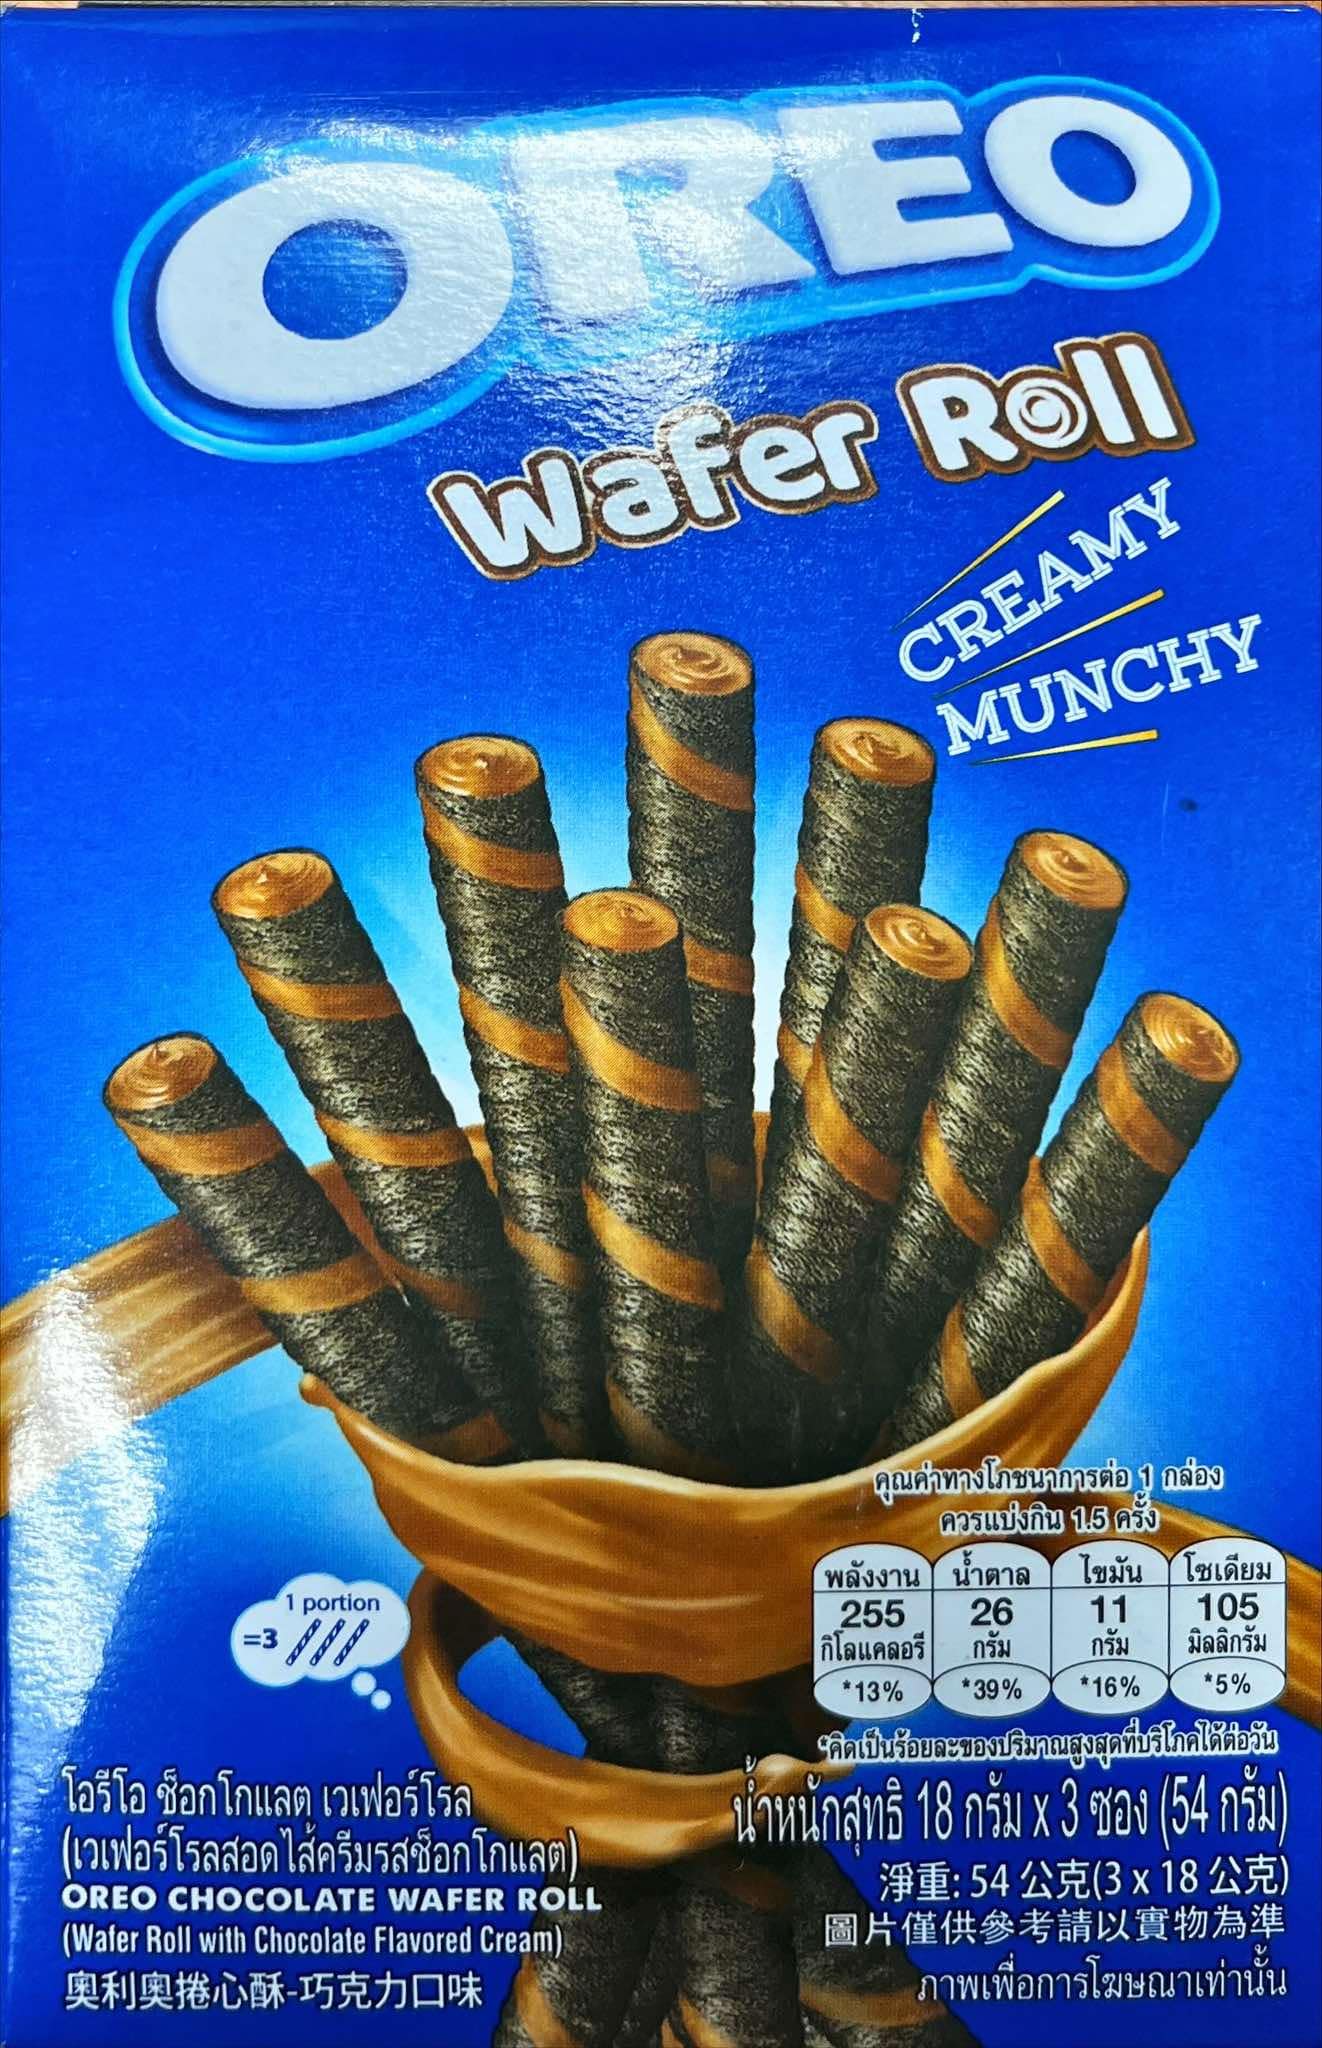 OREO
Wafer Roll
CREAMY
MUNCHY
คุณค่าทางโภชนาการต่อ 1 กล่อง
ควรแบ่งกิน 1.5 ครั้ง
พลังงาน น้ำตาล ไขมัน โซเดียม
255 26 11 105
กิโลแคลอรี กรัม กรัม มิลลิกรัม
*13% *39% *16% *5%
*คิดเป็นร้อยละของปริมาณสูงสุดที่บริโภคได้ต่อวัน
1 portion
=3
โอรีโอ ช็อกโกแลต เวเฟอร์โรล
(เวเฟอร์โรลสอดไส้ครีมรสช็อกโกแลต)
OREO CHOCOLATE WAFER ROLL
(Wafer Roll with Chocolate Flavored Cream)
奧利奧捲心酥-巧克力口味
น้ำหนักสุทธิ 18 กรัม x 3 ซอง (54 กรัม)
淨重: 54 公克(3 x 18 公克)
圖片僅供參考請以實物為準
ภาพเพื่อการโฆษณาเท่านั้น